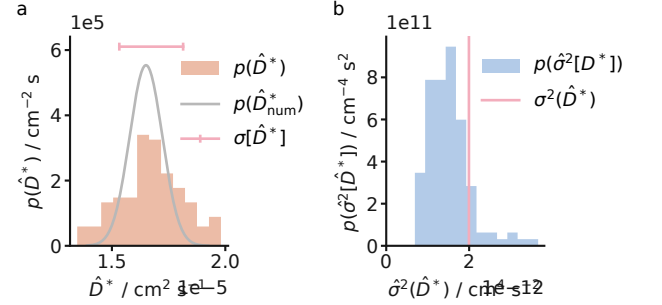 a
1e5
6
4
2
0
1.5
2.0
p(D̂*) / cm⁻² s
D̂* / cm² s⁻¹
1e−5
p(D̂*)
p(D̂*num)
σ[D̂*]
b
1e11
8
6
4
2
0
0
2
4
p(σ̂²[D̂*]) / cm⁻⁴ s²
σ̂²(D̂*) / cm⁴ s⁻²
1e−12
p(σ̂²[D*])
σ²(D̂*)